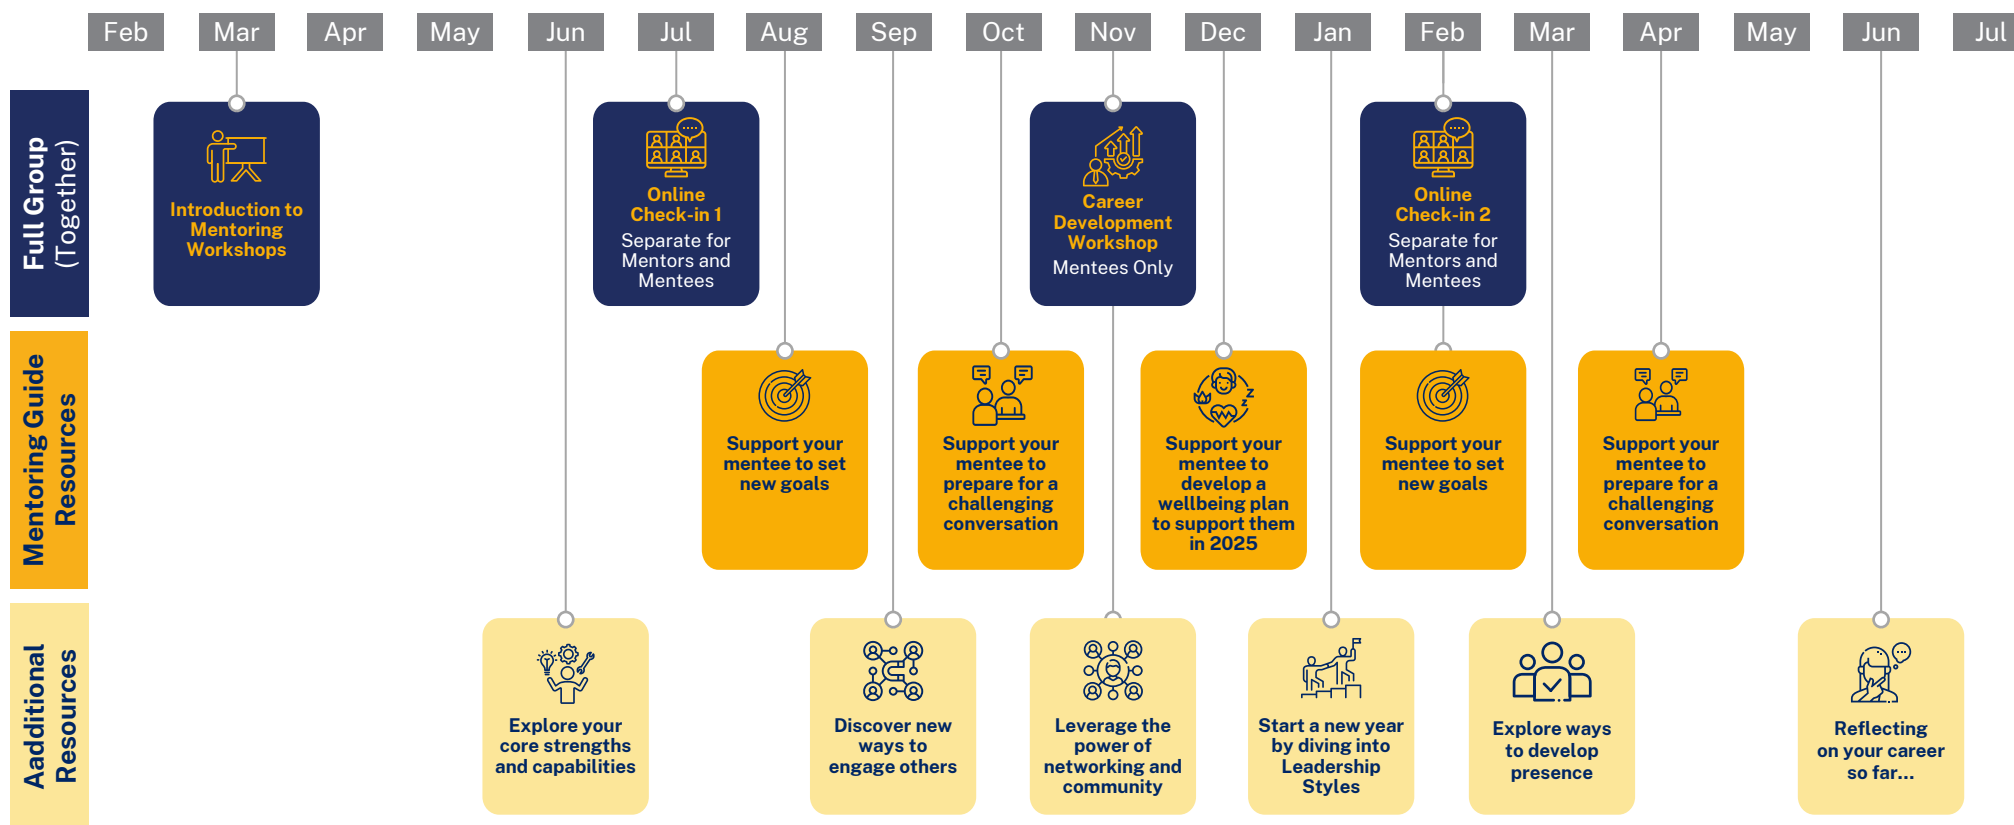 Feb Mar Apr May Jun Jul Aug Sep Oct Nov Dec Jan Feb Mar Apr May Jun Jul
Full Group
(Together)
Introduction to
Mentoring
Workshops
Online
Check-in 1
Separate for
Mentors and
Mentees
Career
Development
Workshop
Mentees Only
Online
Check-in 2
Separate for
Mentors and
Mentees
Mentoring Guide
Resources
Support your
mentee to set
new goals
Support your
mentee to
prepare for a
challenging
conversation
Support your
mentee to
develop a
wellbeing plan
to support them
in 2025
Support your
mentee to set
new goals
Support your
mentee to
prepare for a
challenging
conversation
Aadditional
Resources
Explore your
core strengths
and capabilities
Discover new
ways to
engage others
Leverage the
power of
networking and
community
Start a new year
by diving into
Leadership
Styles
Explore ways
to develop
presence
Reflecting
on your career
so far...